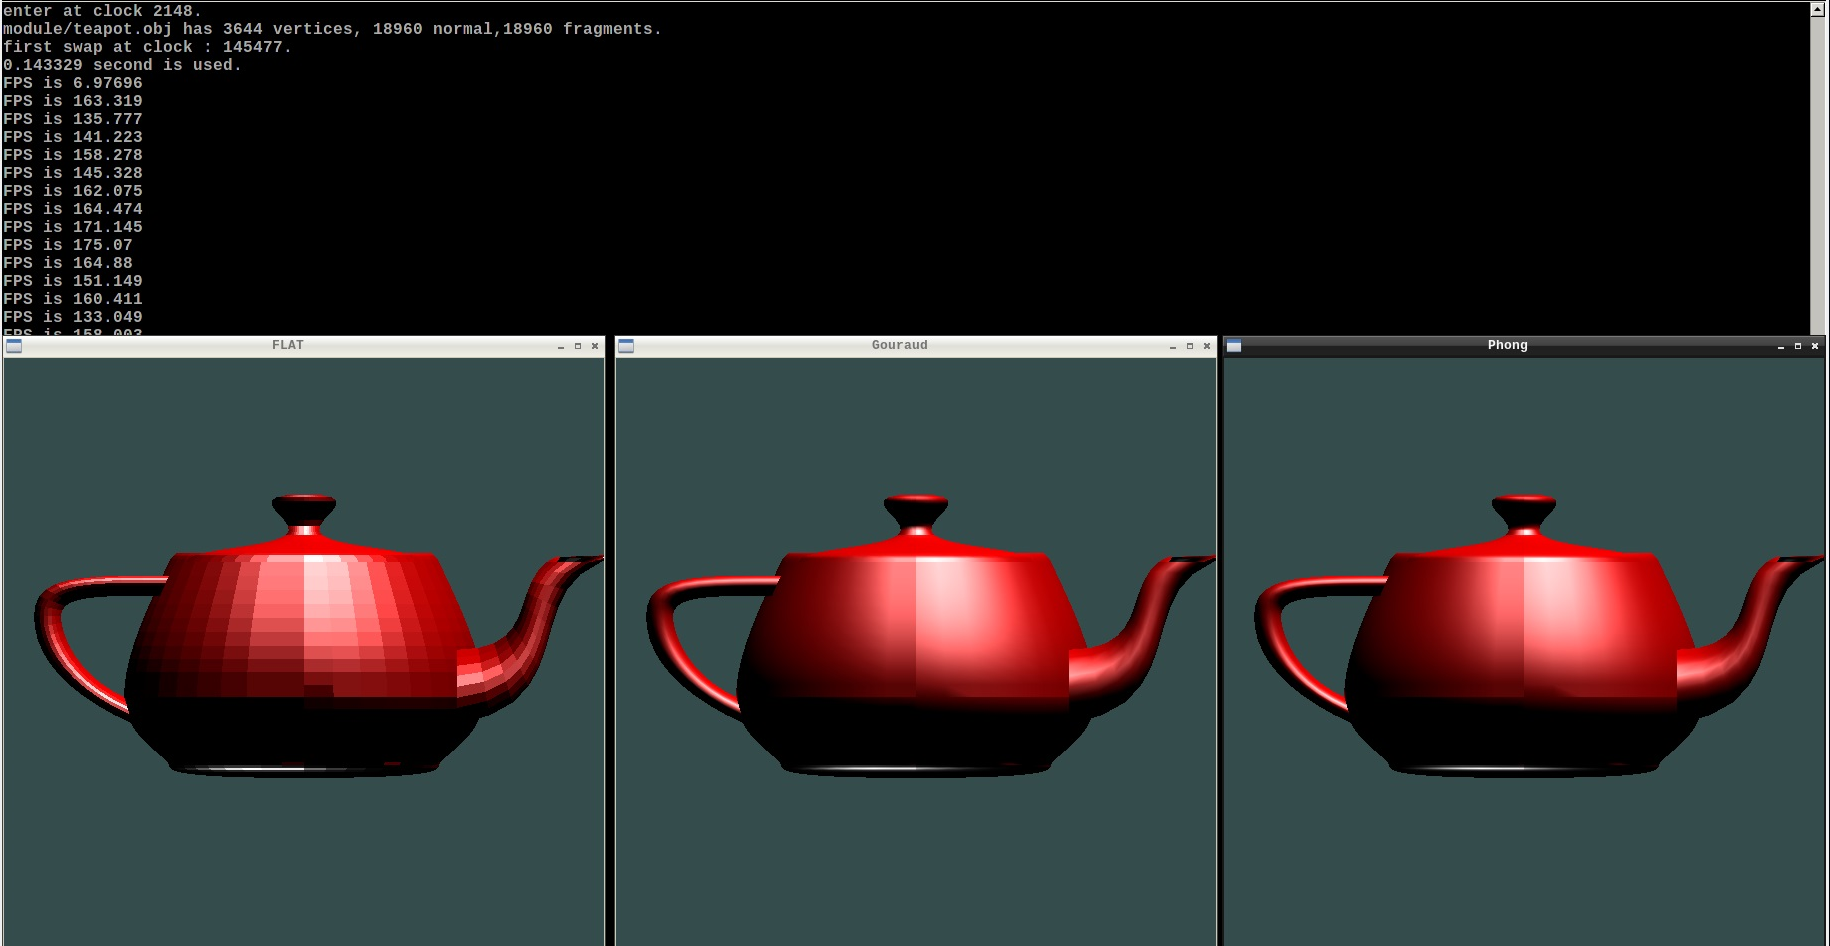 enter at clock 2148.
module/teapot.obj has 3644 vertices, 18960 normal,18960 fragments.
first swap at clock : 145477.
0.143329 second is used.
FPS is 6.97696
FPS is 163.319
FPS is 135.777
FPS is 141.223
FPS is 158.278
FPS is 145.328
FPS is 162.075
FPS is 164.474
FPS is 171.145
FPS is 175.07
FPS is 164.88
FPS is 151.149
FPS is 160.411
FPS is 133.049
FPS is 158.003
FLAT
Gouraud
Phong